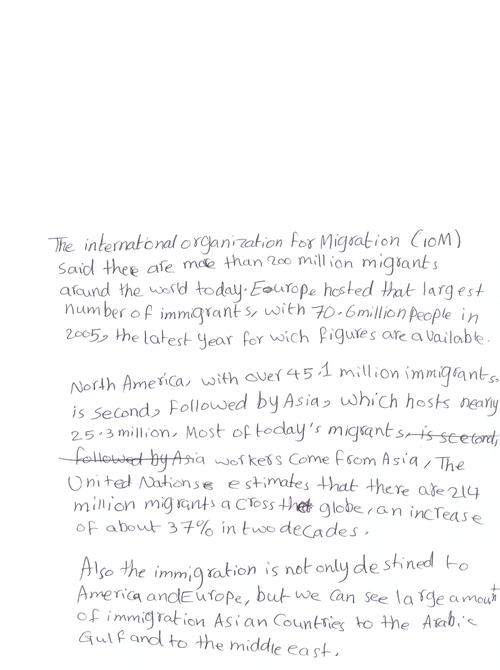 The international organization for Migration (IOM)
said there are more than 200 million migrants
around the world today. Eourope hosted that largest
number of immigrants, with 70.6 million people in
2005, the latest year for wich figures are available.
North America, with over 45.1 million immigrants,
is second, followed by Asia, which hosts nearly
25.3 million. Most of today's migrants, is scetord,
followed by Asia workers come from Asia, The
United Nations estimates that there are 214
million migrants across the globe, an increase
of about 37% in two decades.
Also the immigration is not only destined to
America and Europe, but we can see large amout
of immigration Asian Countries to the Arabic
Gulf and to the middle east.